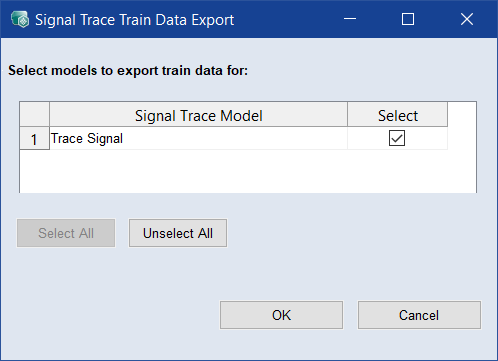 Signal Trace Train Data Export
Select models to export train data for:
Signal Trace Model Select
1 Trace Signal
Select All Unselect All
OK Cancel